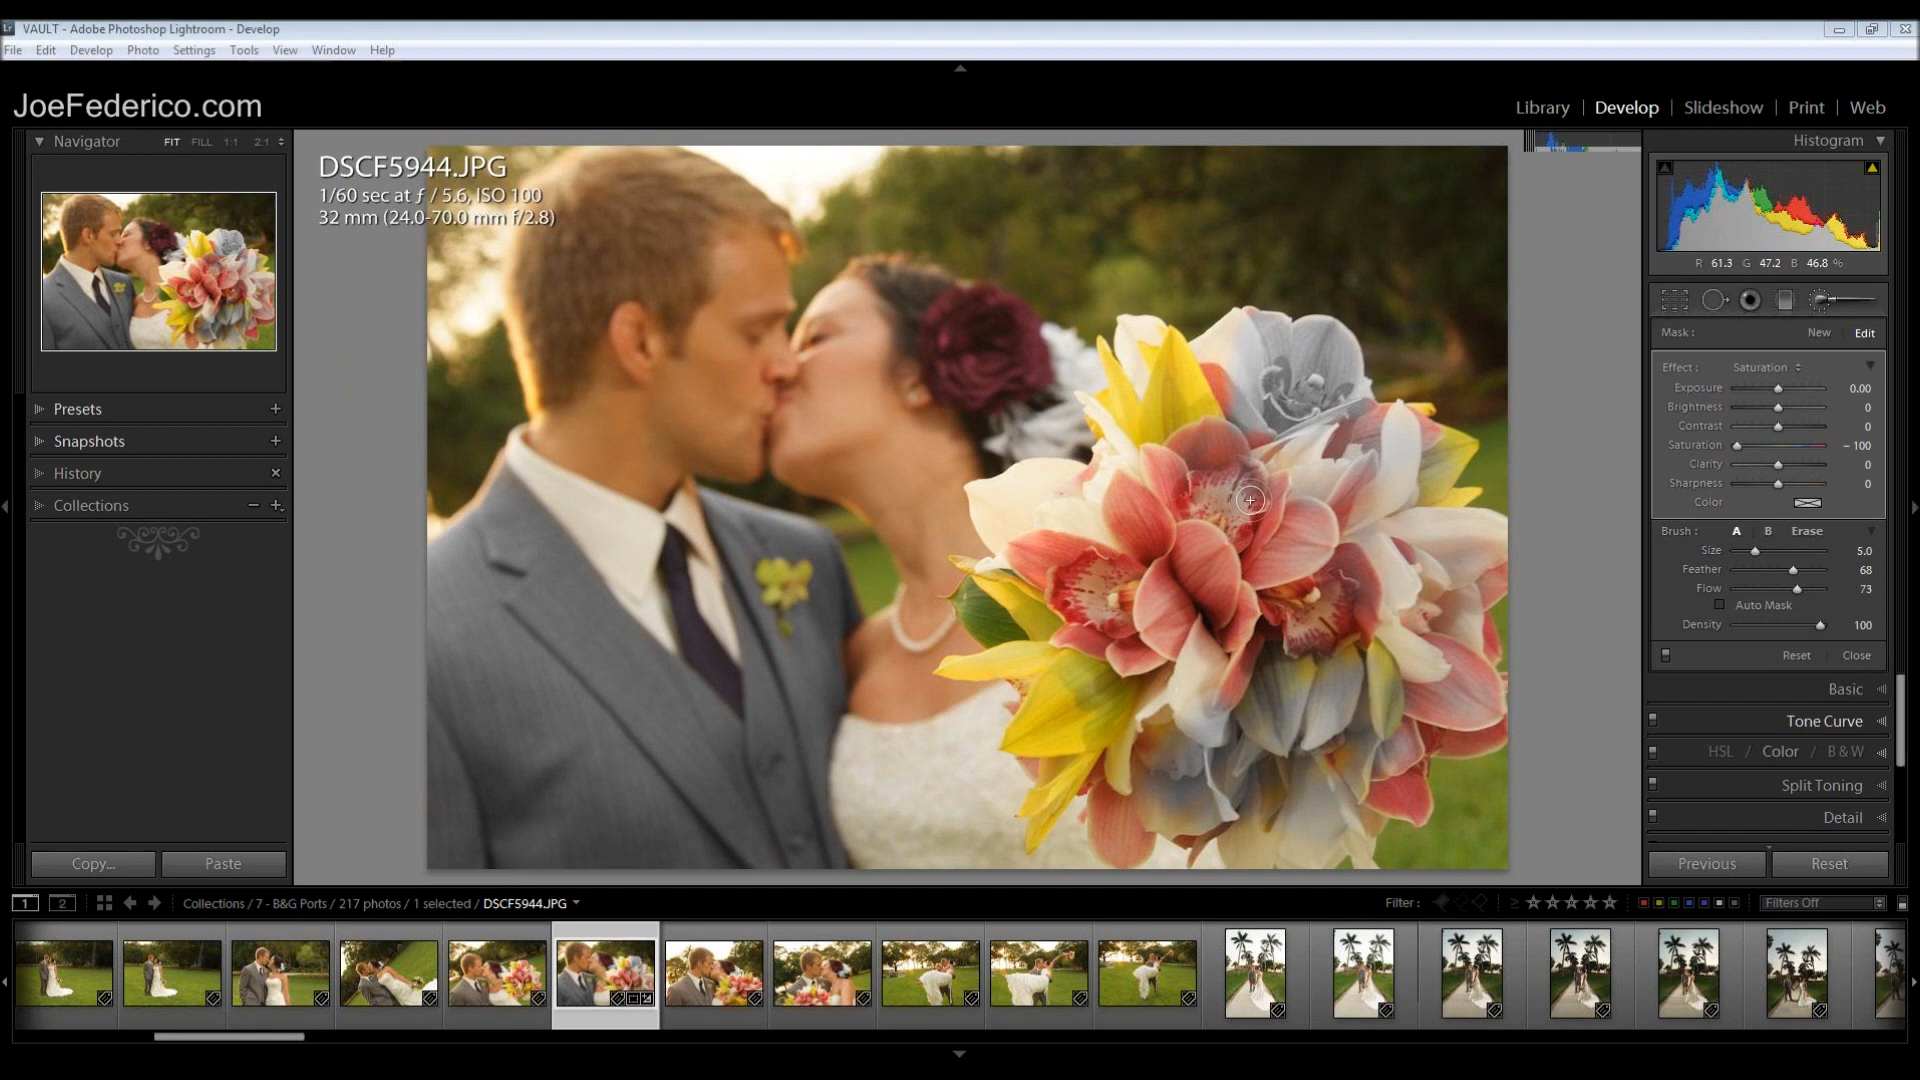 Lr VAULT - Adobe Photoshop Lightroom - Develop
File Edit Develop Photo Settings Tools View Window Help
JoeFederico.com
Library | Develop | Slideshow | Print | Web
Navigator FIT FILL 1:1 2:1
Histogram
DSCF5944.JPG
1/60 sec at ƒ / 5.6, ISO 100
32 mm (24.0-70.0 mm f/2.8)
R 61.3 G 47.2 B 46.8 %
Mask : New Edit
Effect : Saturation
Exposure 0.00
Brightness 0
Contrast 0
Saturation - 100
Clarity 0
Sharpness 0
Color
Brush : A | B Erase
Size 5.0
Feather 68
Flow 73
Auto Mask
Density 100
Reset Close
Presets +
Snapshots +
History ×
Collections − +
Basic
Tone Curve
HSL / Color / B & W
Split Toning
Detail
Copy... Paste
Previous Reset
1 2 Collections / 7 - B&G Ports / 217 photos / 1 selected / DSCF5944.JPG
Filter : ≥ ★★★★★ Filters Off